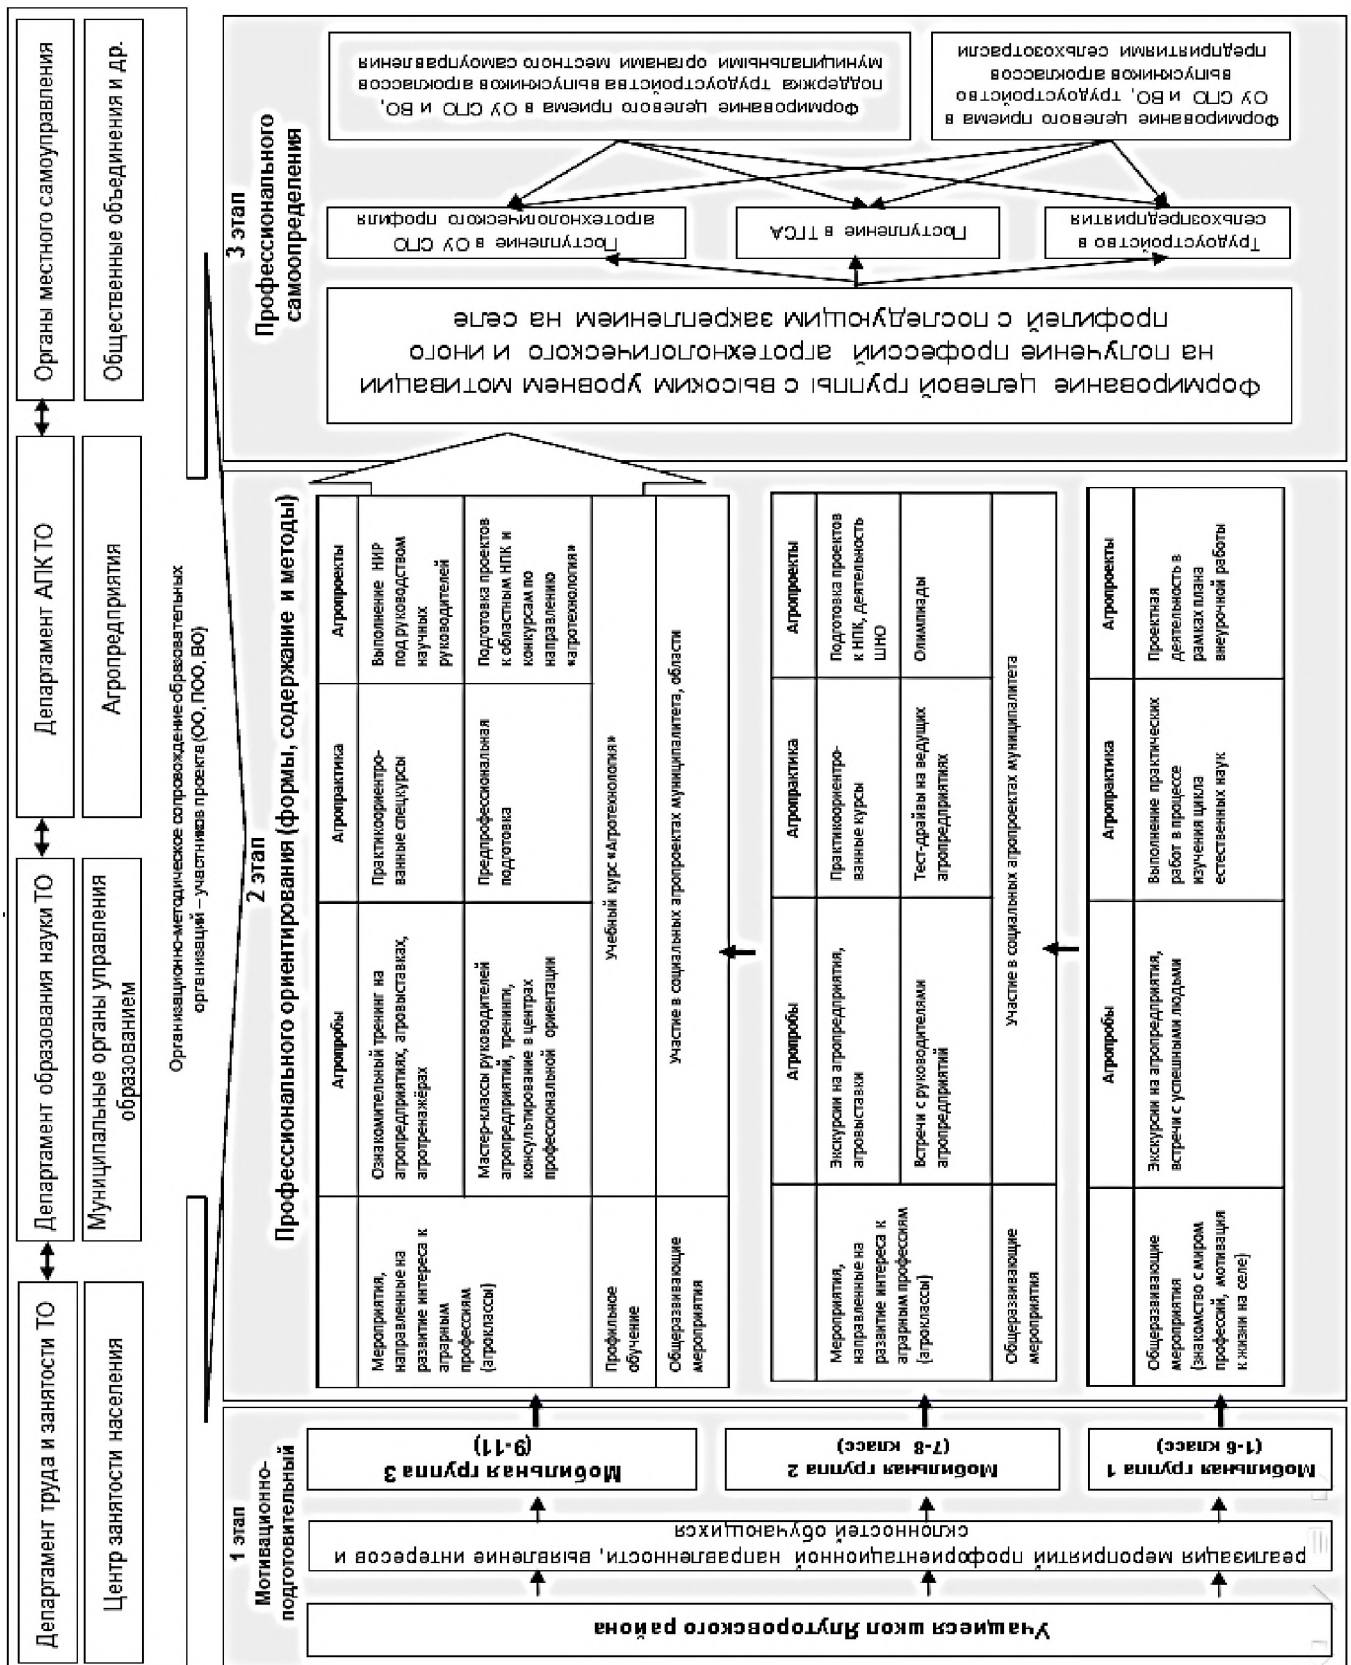 Департамент труда и занятости ТО
Департамент образования науки ТО
Департамент АПК ТО
Органы местного самоуправления
Центр занятости населения
Муниципальные органы управления
образованием
Агропредприятия
Общественные объединения и др.
Организационно-методическое сопровождение образовательных
организаций – участников проекта (ОО, ПОО, ВО)
1 этап
Мотивационно-
подготовительный
Учащиеся школ Ялуторовского района
реализация мероприятий профориентационной направленности, выявление интересов и
склонностей обучающихся
Мобильная группа 3
(9-11)
Мобильная группа 2
(7-8 класс)
Мобильная группа 1
(1-6 класс)
2 этап
Профессионального ориентирования (формы, содержание и методы)
Агропробы
Агропрактика
Агропроекты
Мероприятия,
направленные на
развитие интереса к
аграрным
профессиям
(агроклассы)
Ознакомительный тренинг на
агропредприятиях, агровыставках,
агротренажёрах
Практикоориентро-
ванные спецкурсы
Выполнение НИР
под руководством
научных
руководителей
Мастер-классы руководителей
агропредприятий, тренинги,
консультирование в центрах
профессиональной ориентации
Предпрофессиональная
подготовка
Подготовка проектов
к областным НПК и
конкурсам по
направлению
«агротехнология»
Профильное
обучение
Учебный курс «Агротехнология»
Общеразвивающие
мероприятия
Участие в социальных агропроектах муниципалитета, области
Агропробы
Агропрактика
Агропроекты
Мероприятия,
направленные на
развитие интереса к
аграрным профессиям
(агроклассы)
Экскурсии на агропредприятия,
агровыставки
Практикоориентро-
ванные курсы
Подготовка проектов
к НПК, деятельность
ШНО
Встречи с руководителями
агропредприятий
Тест-драйвы на ведущих
агропредприятиях
Олимпиады
Общеразвивающие
мероприятия
Участие в социальных агропроектах муниципалитета
Агропробы
Агропрактика
Агропроекты
Общеразвивающие
мероприятия
(знакомство с миром
профессий, мотивация
к жизни на селе)
Экскурсии на агропредприятия,
встречи с успешными людьми
Выполнение практических
работ в процессе
изучения цикла
естественных наук
Проектная
деятельность в
рамках плана
внеурочной работы
3 этап
Профессионального
самоопределения
Формирование целевой группы с высоким уровнем мотивации
на получение профессий агротехнологического и иного
профилей с последующим закреплением на селе
Поступление в ОУ СПО
агротехнологического профиля
Поступление в ТГСА
Трудоустройство в
сельхозпредприятия
Формирование целевого приема в ОУ СПО и ВО,
поддержка трудоустройства выпускников агроклассов
муниципальными органами местного самоуправления
Формирование целевого приема в
ОУ СПО и ВО, трудоустройство
выпускников агроклассов
предприятиями сельхозотрасли